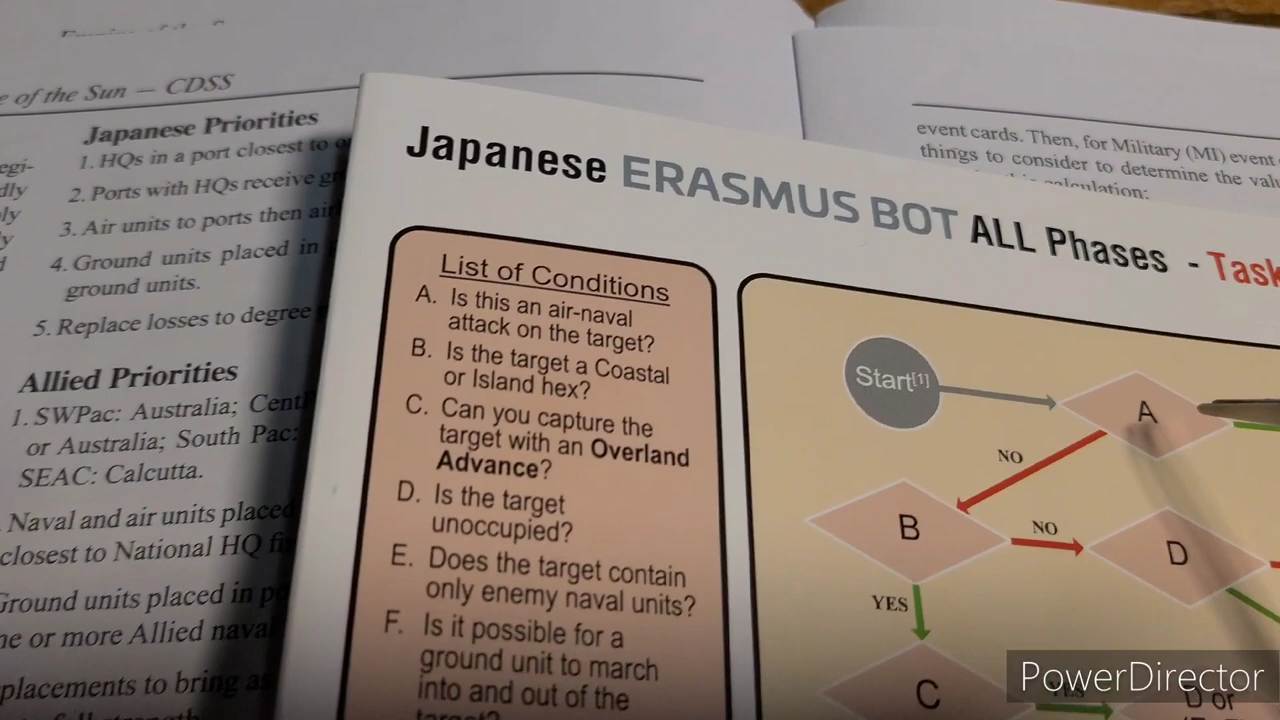 e of the Sun — CDSS
Japanese Priorities
1. HQs in a port closest to
2. Ports with HQs receive
3. Air units to ports then
4. Ground units placed in
ground units.
5. Replace losses to degree
Allied Priorities
1. SWPac: Australia;
or Australia; South Pac:
SEAC: Calcutta.
Naval and air units placed
closest to National HQ
Ground units placed in
or more Allied
placements to bring
event cards. Then, for Military (MI) event
things to consider to determine the
calculation:
Japanese ERASMUS BOT ALL Phases - Task
List of Conditions
A. Is this an air-naval
attack on the target?
B. Is the target a Coastal
or Island hex?
C. Can you capture the
target with an Overland
Advance?
D. Is the target
unoccupied?
E. Does the target contain
only enemy naval units?
F. Is it possible for a
ground unit to march
into and out of the
target?
Start[1]
A
NO
B
NO
D
YES
C
YES
D or
PowerDirector